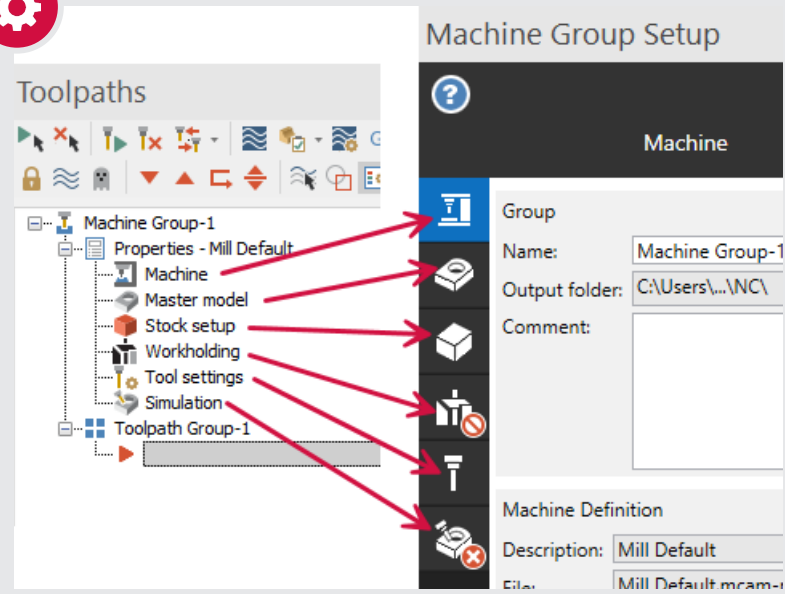 Machine Group Setup
Toolpaths
Machine
Machine Group-1
Properties - Mill Default
Machine
Master model
Stock setup
Workholding
Tool settings
Simulation
Toolpath Group-1
Group
Name:
Machine Group-1
Output folder:
C:\Users\...\NC\
Comment:
Machine Definition
Description:
Mill Default
File:
Mill Default.mcam-